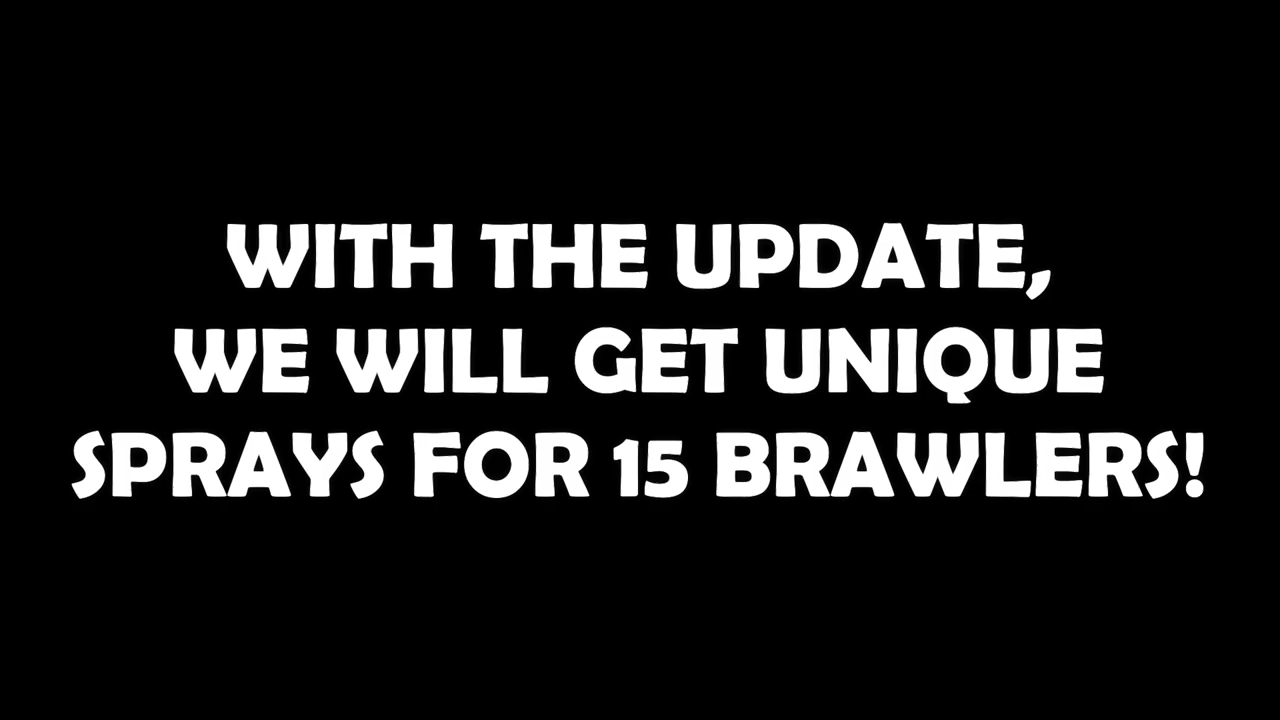 WITH THE UPDATE,
WE WILL GET UNIQUE
SPRAYS FOR 15 BRAWLERS!